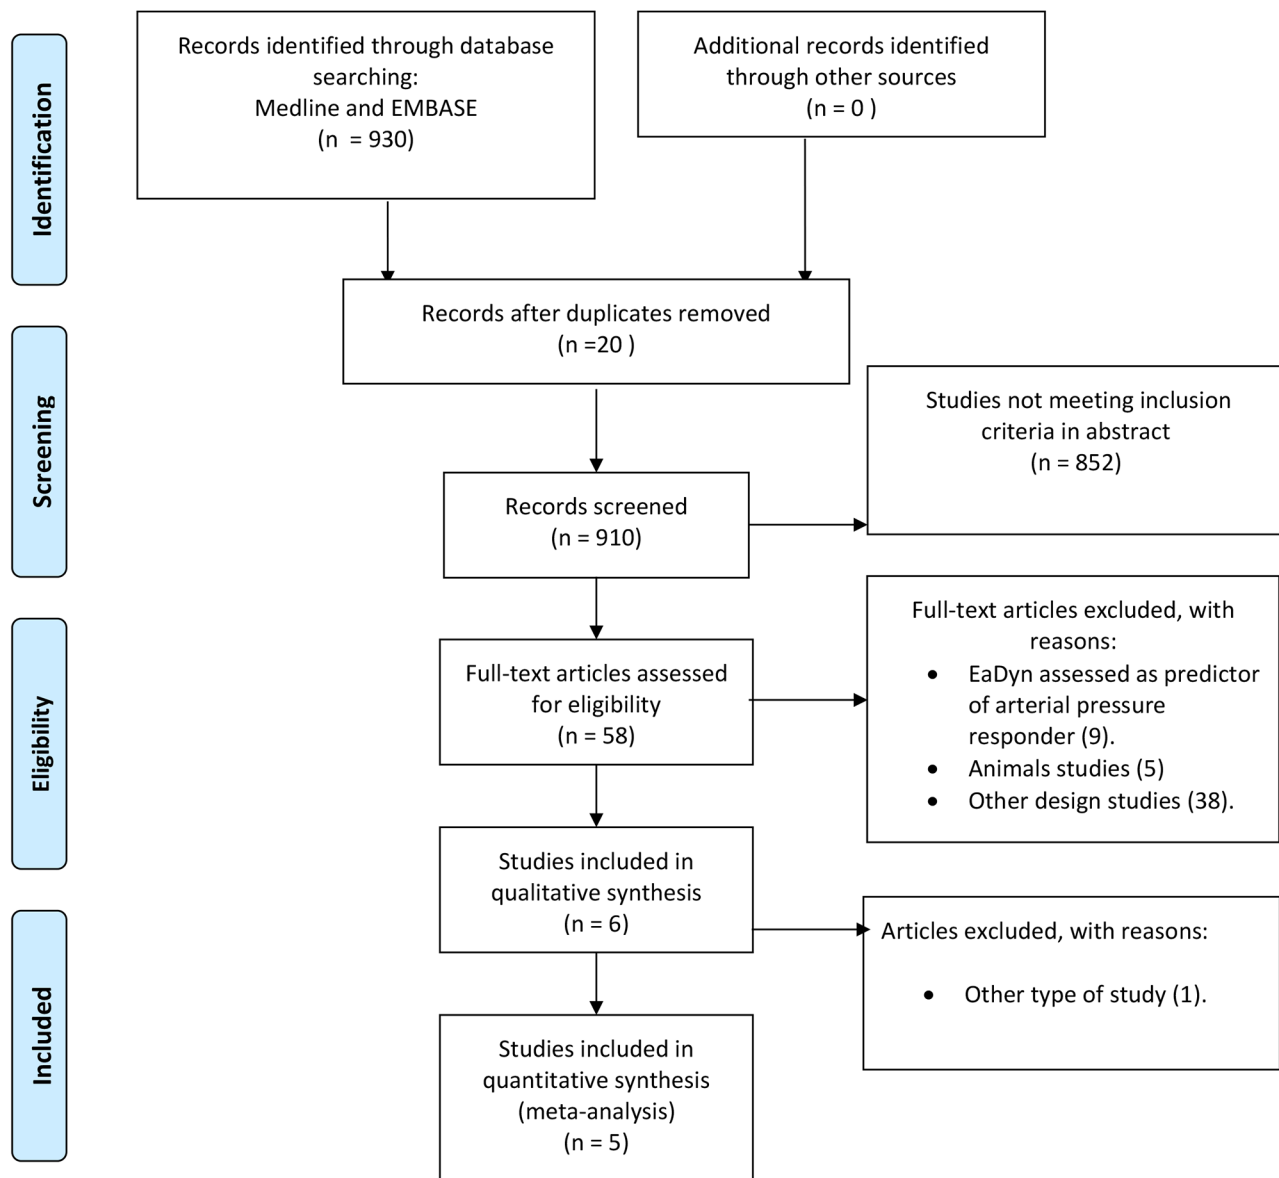 Identification
Records identified through database
searching:
Medline and EMBASE
(n  = 930)
Additional records identified
through other sources
(n = 0 )
Records after duplicates removed
(n =20 )
Screening
Studies not meeting inclusion
criteria in abstract
(n = 852)
Records screened
(n = 910)
Eligibility
Full-text articles assessed
for eligibility
(n = 58)
Full-text articles excluded, with
reasons:
• EaDyn assessed as predictor
of arterial pressure
responder (9).
• Animals studies (5)
• Other design studies (38).
Studies included in
qualitative synthesis
(n = 6)
Articles excluded, with reasons:
• Other type of study (1).
Included
Studies included in
quantitative synthesis
(meta-analysis)
(n = 5)